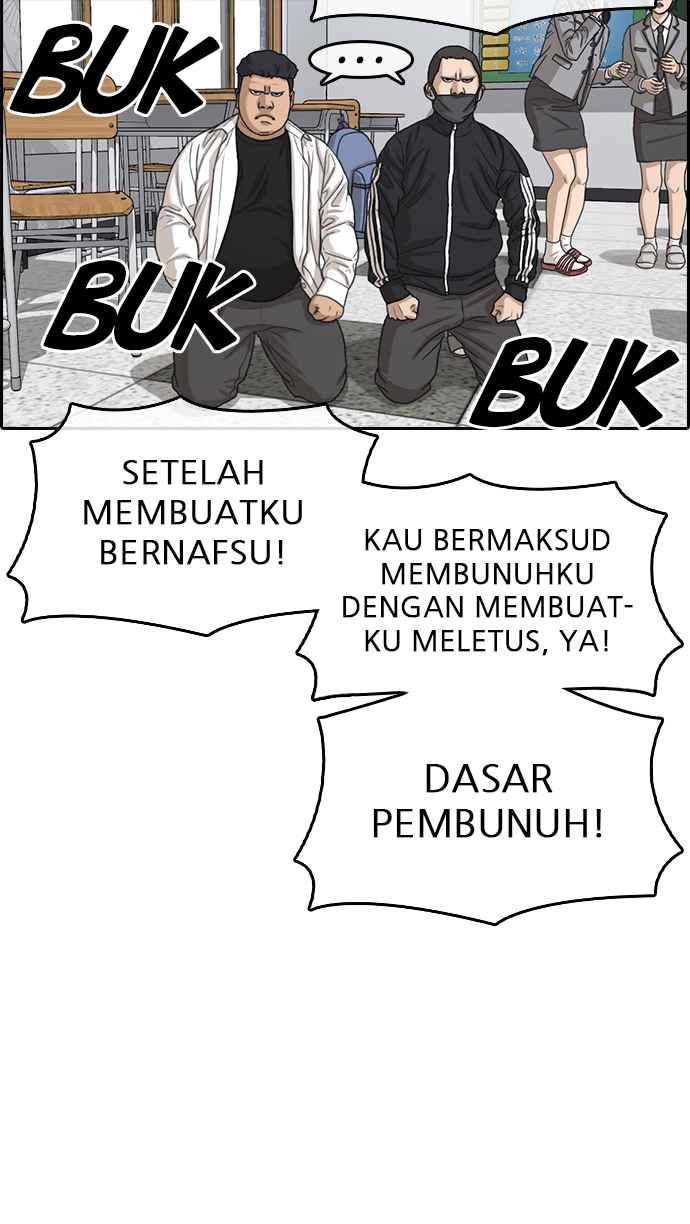 BUK
...
BUK
BUK
SETELAH
MEMBUATKU
BERNAFSU!
KAU BERMAKSUD
MEMBUNUHKU
DENGAN MEMBUAT-
KU MELETUS, YA!
DASAR
PEMBUNUH!